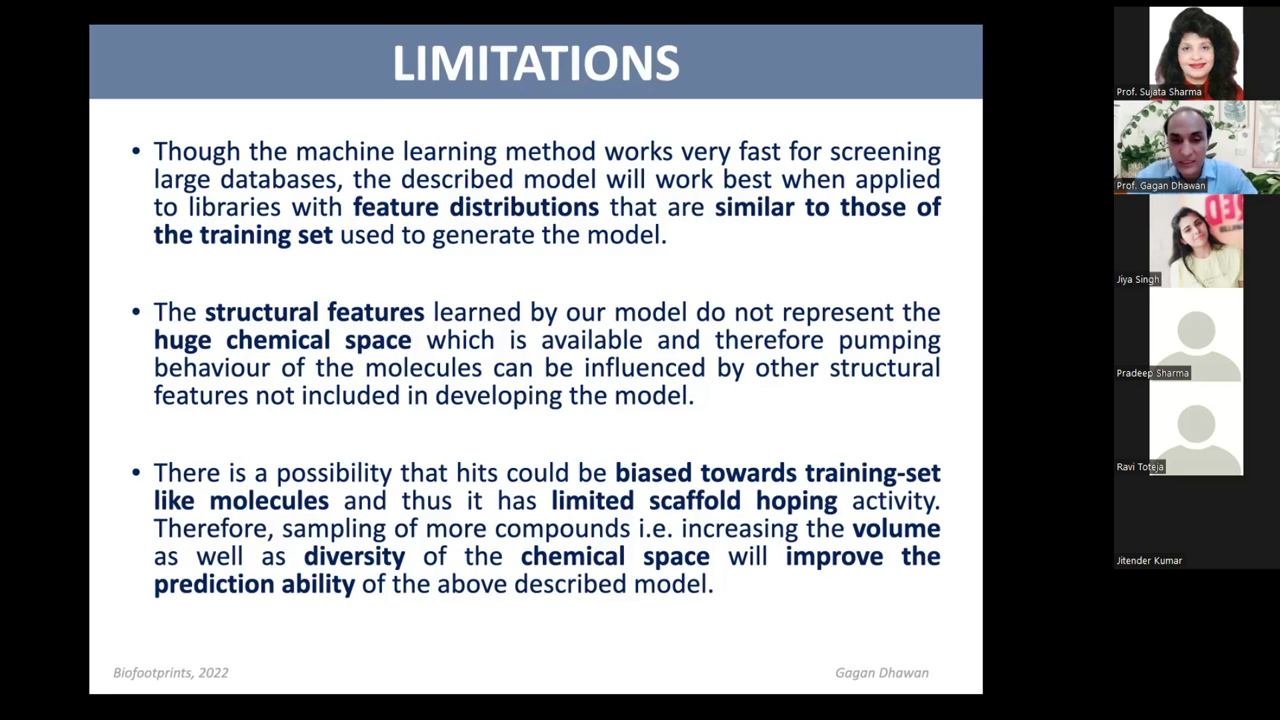 LIMITATIONS
• Though the machine learning method works very fast for screening
large databases, the described model will work best when applied
to libraries with feature distributions that are similar to those of
the training set used to generate the model.
• The structural features learned by our model do not represent the
huge chemical space which is available and therefore pumping
behaviour of the molecules can be influenced by other structural
features not included in developing the model.
• There is a possibility that hits could be biased towards training-set
like molecules and thus it has limited scaffold hoping activity.
Therefore, sampling of more compounds i.e. increasing the volume
as well as diversity of the chemical space will improve the
prediction ability of the above described model.
Biofootprints, 2022
Gagan Dhawan
Prof. Sujata Sharma
Prof. Gagan Dhawan
Jiya Singh
Pradeep Sharma
Ravi Toteja
Jitender Kumar